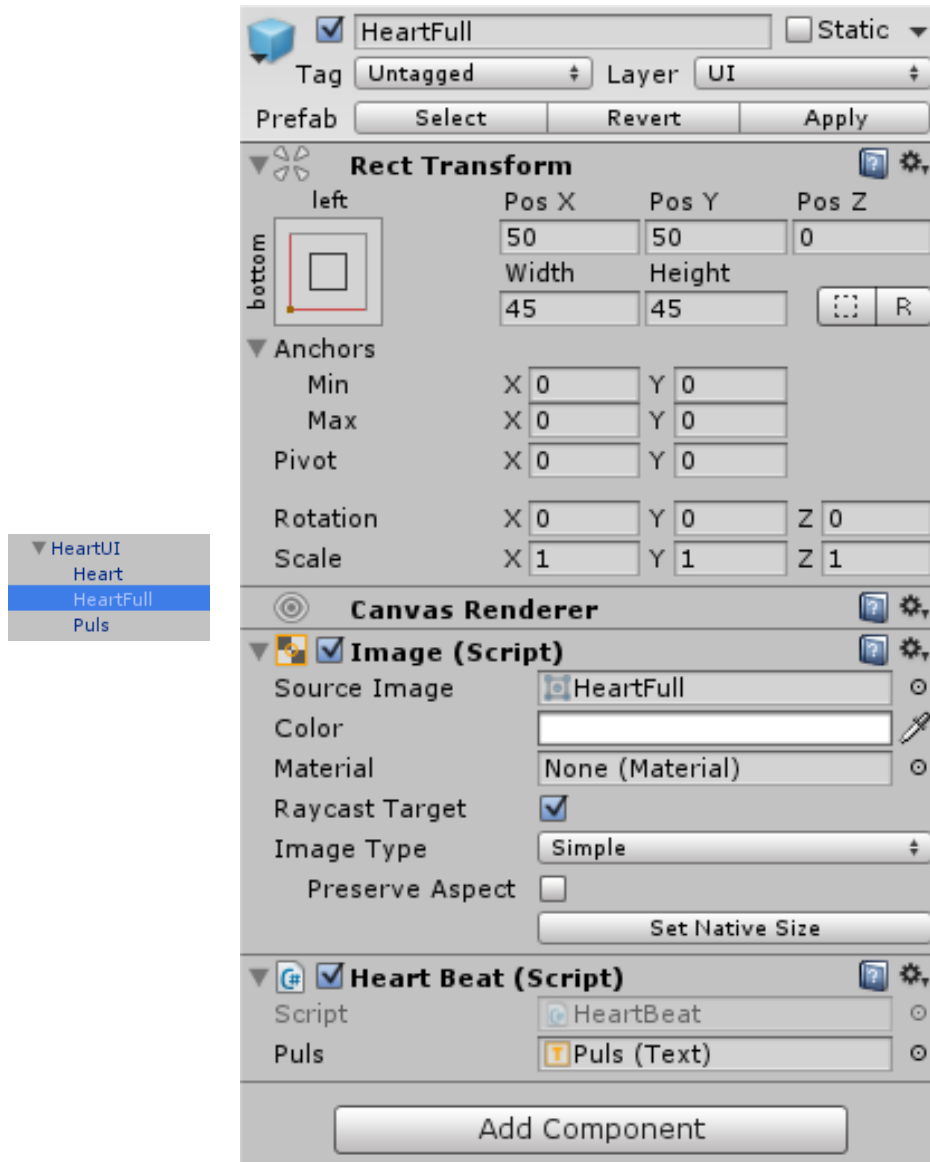 HeartUI
Heart
HeartFull
Puls
HeartFull Static
Tag Untagged Layer UI
Prefab Select Revert Apply
Rect Transform
left Pos X Pos Y Pos Z
bottom 50 50 0
Width Height
45 45 R
Anchors
Min X 0 Y 0
Max X 0 Y 0
Pivot X 0 Y 0
Rotation X 0 Y 0 Z 0
Scale X 1 Y 1 Z 1
Canvas Renderer
Image (Script)
Source Image HeartFull
Color
Material None (Material)
Raycast Target
Image Type Simple
Preserve Aspect
Set Native Size
C# Heart Beat (Script)
Script HeartBeat
Puls T Puls (Text)
Add Component